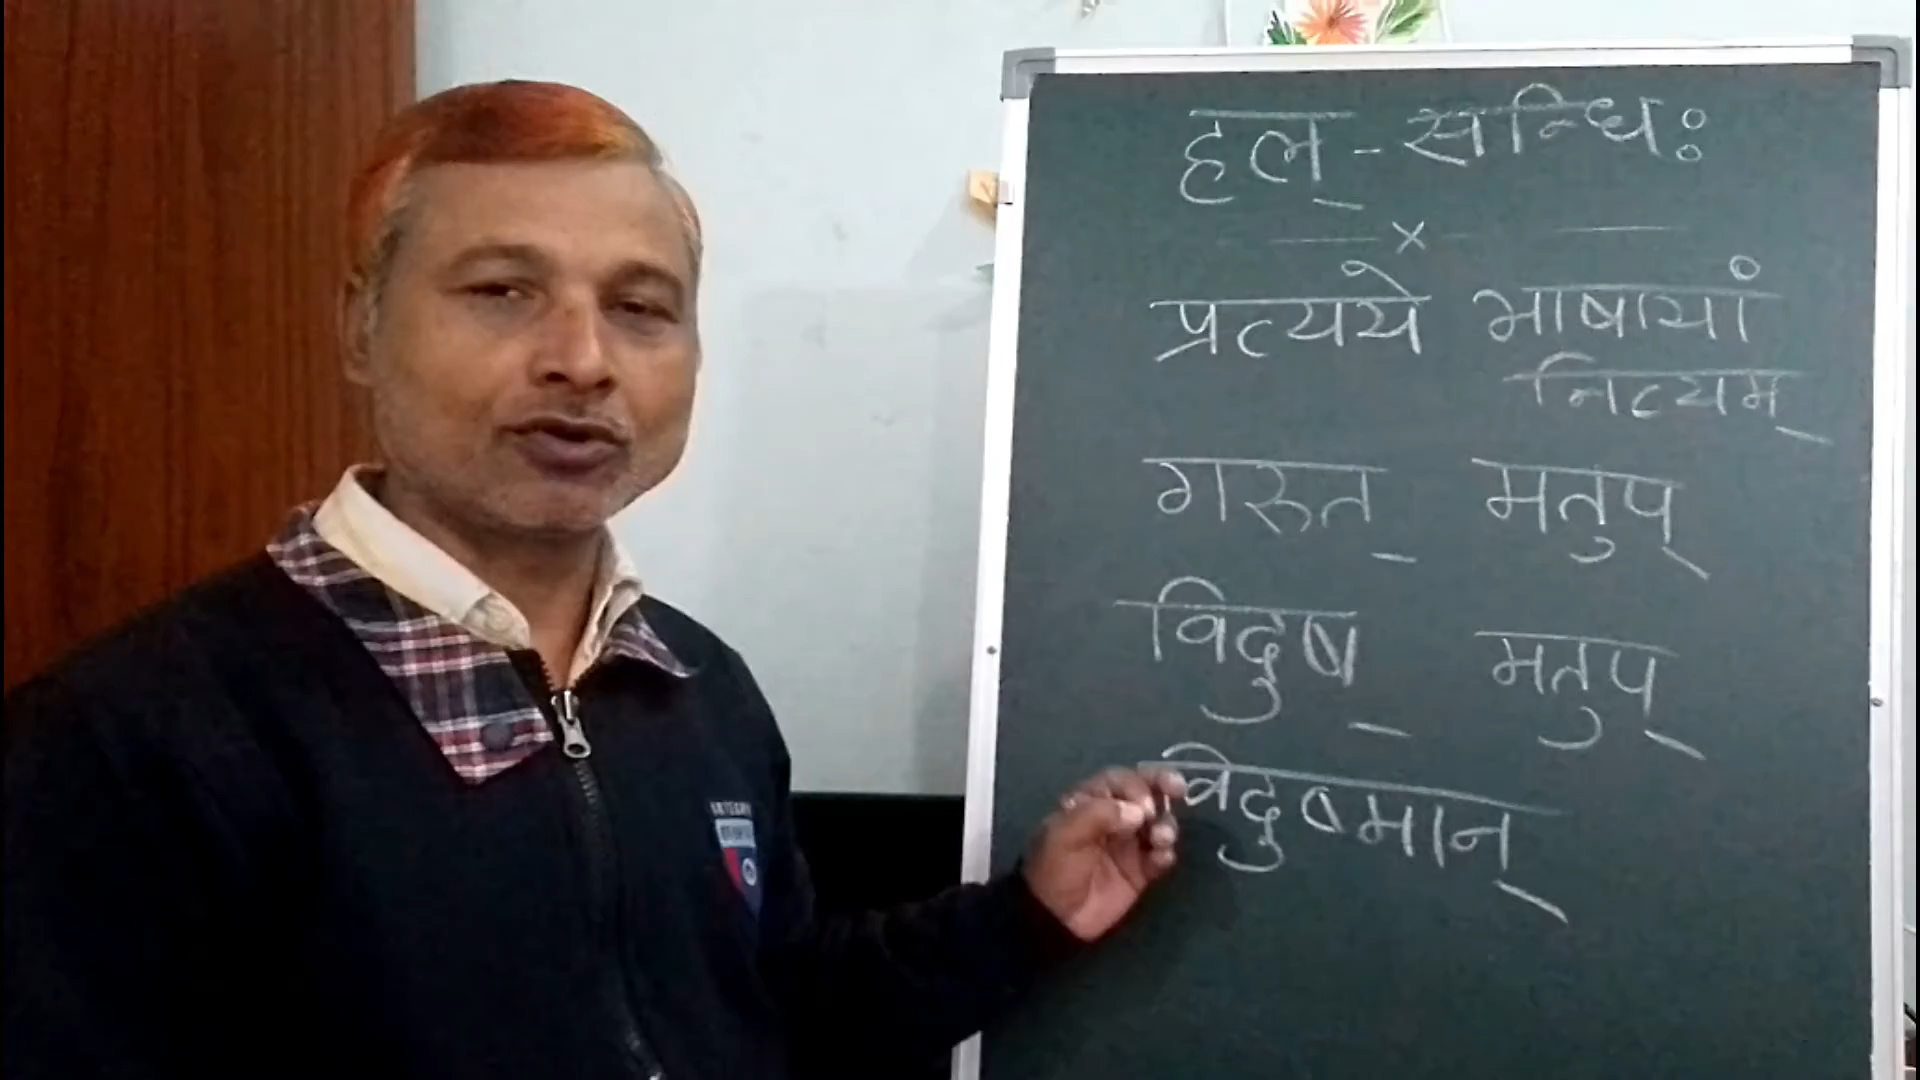 हल् - सन्धिः
प्रत्यये भाषायां
नित्यम्
गरुत् मतुप्
विदुष् मतुप्
विदुष्मान्